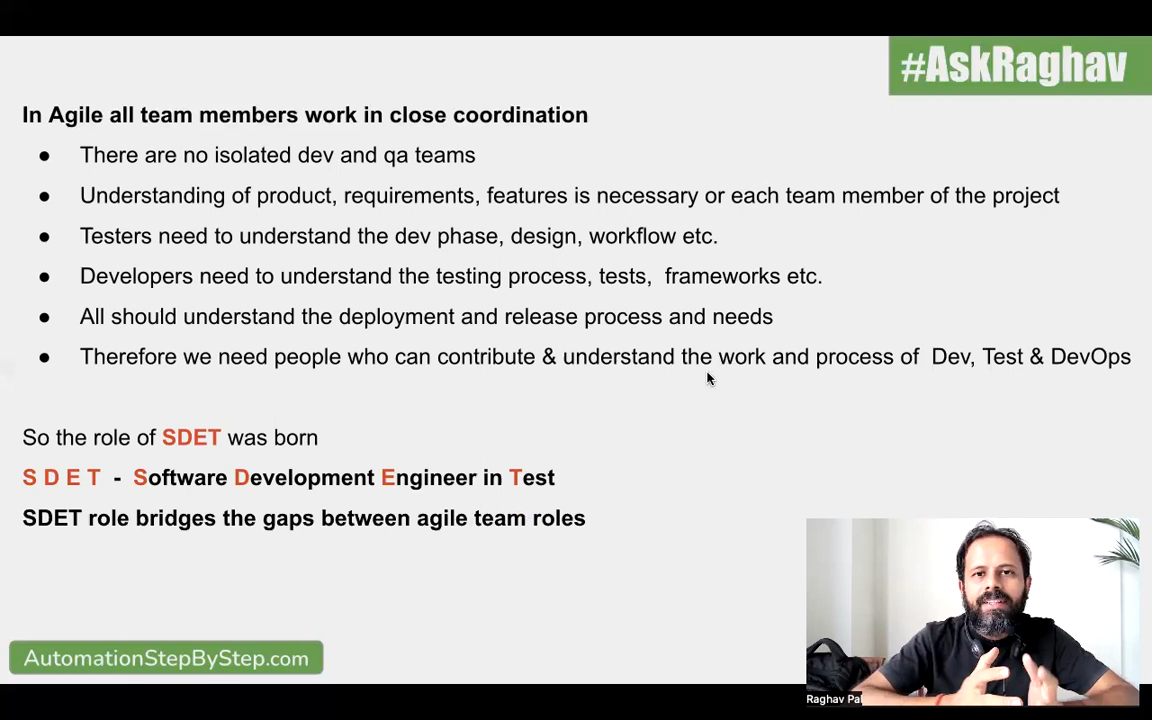 #AskRaghav
In Agile all team members work in close coordination
● There are no isolated dev and qa teams
● Understanding of product, requirements, features is necessary or each team member of the project
● Testers need to understand the dev phase, design, workflow etc.
● Developers need to understand the testing process, tests, frameworks etc.
● All should understand the deployment and release process and needs
● Therefore we need people who can contribute & understand the work and process of Dev, Test & DevOps
So the role of SDET was born
S D E T - Software Development Engineer in Test
SDET role bridges the gaps between agile team roles
AutomationStepByStep.com
Raghav Pal